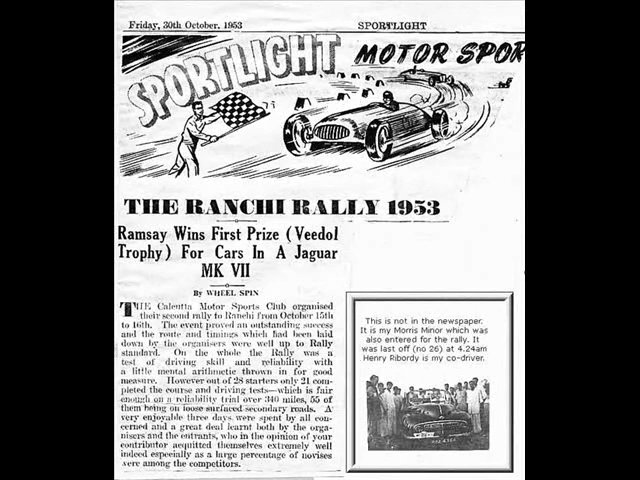 Friday, 30th October, 1953
SPORTLIGHT
SPORTLIGHT
MOTOR SPOR
THE RANCHI RALLY 1953
Ramsay Wins First Prize (Veedol
Trophy) For Cars In A Jaguar
MK VII
By WHEEL SPIN
THE Calcutta Motor Sports Club organised
their second rally to Ranchi from October 15th
to 16th. The event proved an outstanding success
and the route and timings which had been laid
down by the organisers were well up to Rally
standard. On the whole the Rally was a
test of driving skill and reliability with
a little mental arithmetic thrown in for good
measure. However out of 28 starters only 21 com-
pleted the course and driving tests—which is fair
enough on a reliability trial over 340 miles, 55 of
them being on loose surfaced secondary roads. A
very enjoyable three days were spent by all con-
cerned and a great deal learnt both by the orga-
nisers and the entrants, who in the opinion of your
contributor acquitted themselves extremely well
indeed especially as a large percentage of novises
were among the competitors.
This is not in the newspaper.
It is my Morris Minor which was
also entered for the rally. It
was last off (no 26) at 4.24am
Henry Ribordy is my co-driver.